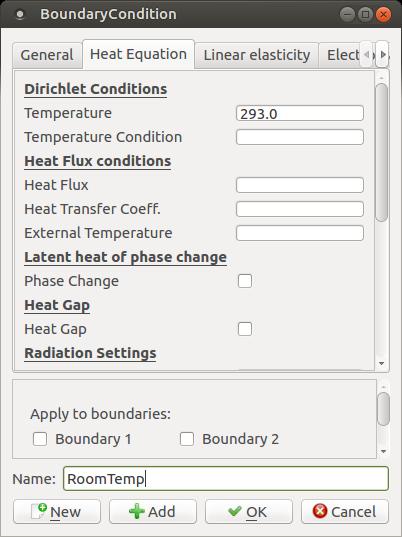 BoundaryCondition
General Heat Equation Linear elasticity
Dirichlet Conditions
Temperature 293.0
Temperature Condition
Heat Flux conditions
Heat Flux
Heat Transfer Coeff.
External Temperature
Latent heat of phase change
Phase Change
Heat Gap
Heat Gap
Radiation Settings
Apply to boundaries:
Boundary 1 Boundary 2
Name: RoomTemp
New Add OK Cancel